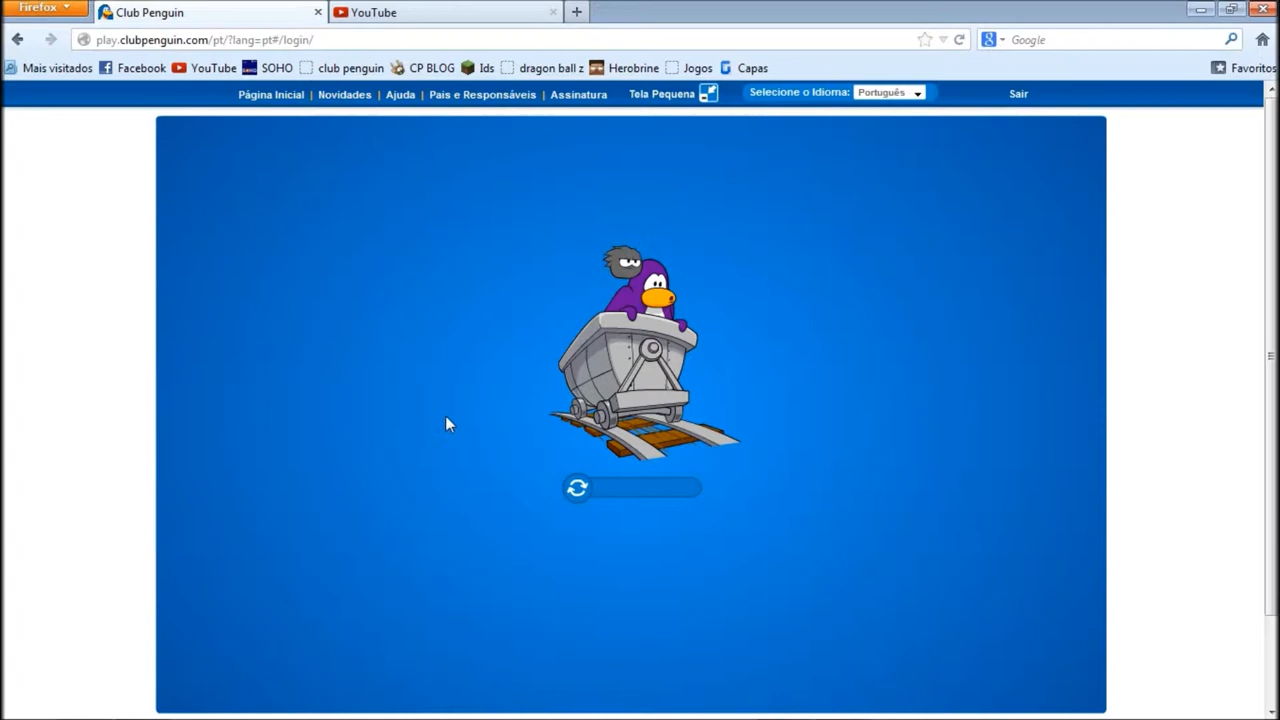 Firefox
Club Penguin
YouTube
play.clubpenguin.com/pt/?lang=pt#/login/
Google
Mais visitados
Facebook
YouTube
SOHO
club penguin
CP BLOG
Ids
dragon ball z
Herobrine
Jogos
Capas
Favoritos
Página Inicial | Novidades | Ajuda | Pais e Responsáveis | Assinatura
Tela Pequena
Selecione o Idioma: Português
Sair